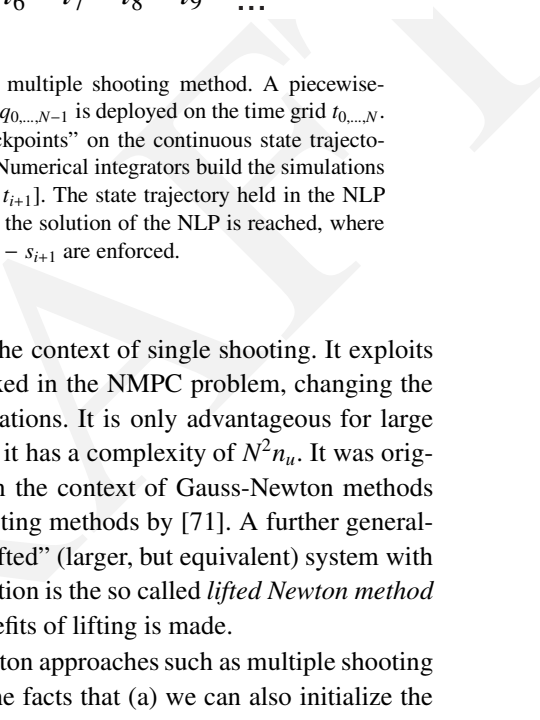 t₇ t₈ t₉ ...
multiple shooting method. A piecewise-
q₀,...,N−1 is deployed on the time grid t₀,...,N.
ckpoints” on the continuous state trajecto-
Numerical integrators build the simulations
tᵢ₊₁]. The state trajectory held in the NLP
the solution of the NLP is reached, where
− sᵢ₊₁ are enforced.
he context of single shooting. It exploits
ked in the NMPC problem, changing the
ations. It is only advantageous for large
it has a complexity of N²nᵤ. It was orig-
n the context of Gauss-Newton methods
ting methods by [71]. A further general-
fted” (larger, but equivalent) system with
tion is the so called lifted Newton method
efits of lifting is made.
ton approaches such as multiple shooting
he facts that (a) we can also initialize the